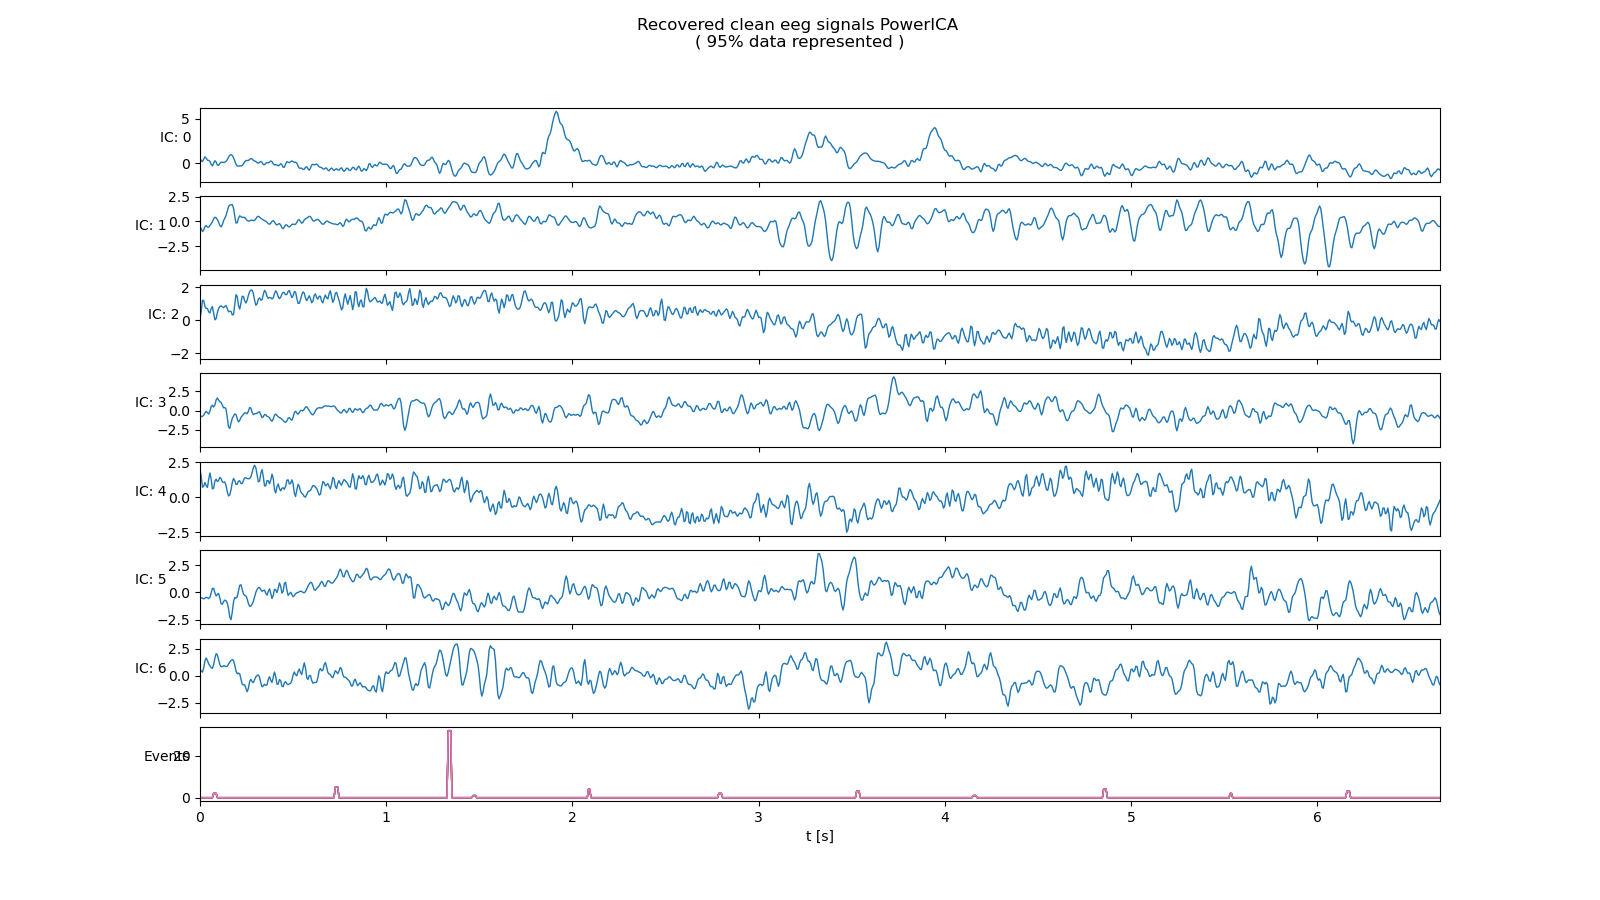 Recovered clean eeg signals PowerICA
( 95% data represented )
5
IC: 0
0
2.5
IC: 1 0.0
−2.5
2
IC: 2 0
−2
2.5
IC: 3 0.0
−2.5
2.5
IC: 4 0.0
−2.5
2.5
IC: 5 0.0
−2.5
2.5
IC: 6 0.0
−2.5
Events 20
0
0 1 2 3 4 5 6
t [s]